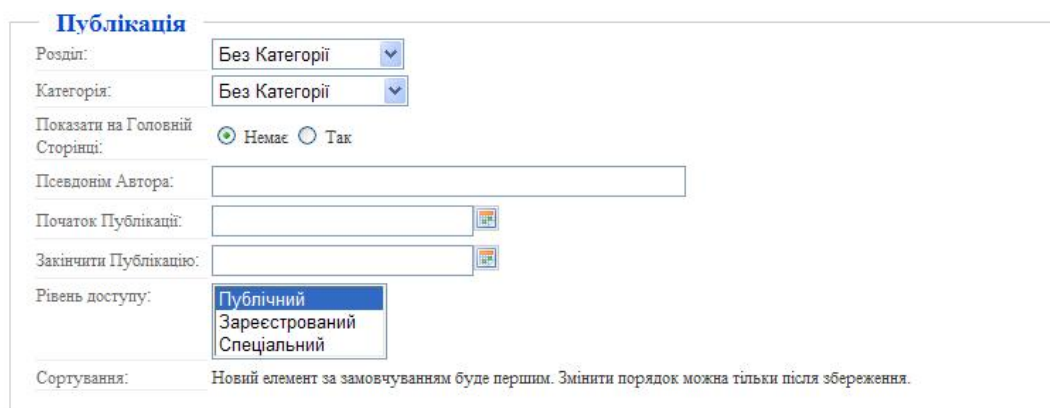 Публікація
Розділ: Без Категорії
Категорія: Без Категорії
Показати на Головній
Сторінці: Немає Так
Псевдонім Автора:
Початок Публікації:
Закінчити Публікацію:
Рівень доступу: Публічний
Зареєстрований
Спеціальний
Сортування: Новий елемент за замовчуванням буде першим. Змінити порядок можна тільки після збереження.